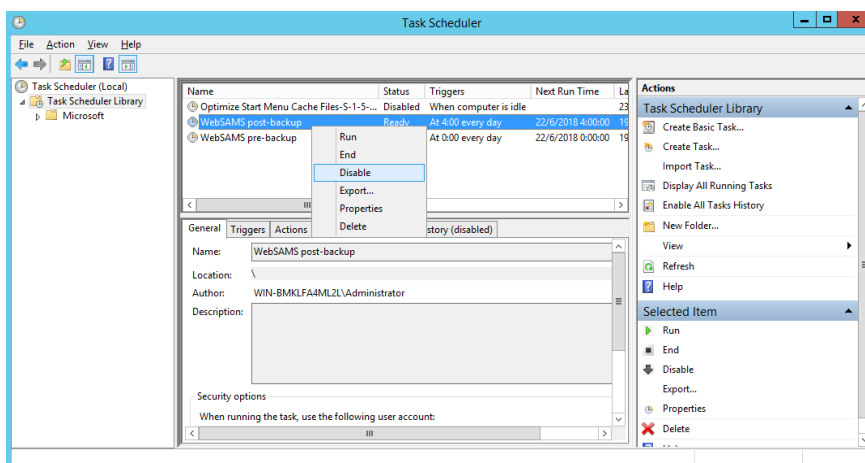 Task Scheduler
File Action View Help
Task Scheduler (Local)
Task Scheduler Library
Microsoft
Name Status Triggers Next Run Time La
Optimize Start Menu Cache Files-S-1-5-... Disabled When computer is idle 23
WebSAMS post-backup Ready At 4:00 every day 22/6/2018 4:00:00 19
WebSAMS pre-backup At 0:00 every day 22/6/2018 0:00:00 19
Run
End
Disable
Export...
Properties
Delete
General Triggers Actions story (disabled)
Name: WebSAMS post-backup
Location: \
Author: WIN-BMKLFA4ML2L\Administrator
Description:
Security options
When running the task, use the following user account:
Actions
Task Scheduler Library
Create Basic Task...
Create Task...
Import Task...
Display All Running Tasks
Enable All Tasks History
New Folder...
View
Refresh
Help
Selected Item
Run
End
Disable
Export...
Properties
Delete